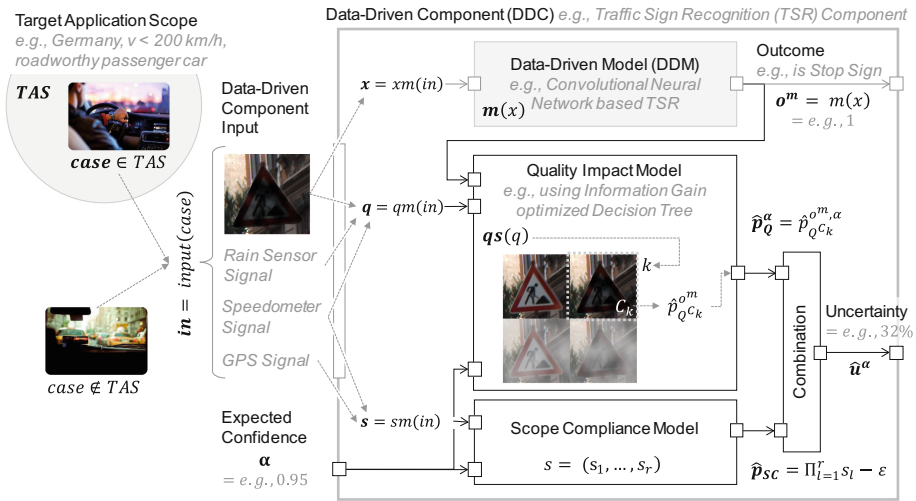 Target Application Scope
e.g., Germany, v < 200 km/h,
roadworthy passenger car
TAS
case ∈ TAS
case ∉ TAS
Data-Driven
Component
Input
in = input(case)
Rain Sensor
Signal
Speedometer
Signal
GPS Signal
Expected
Confidence
α
= e.g., 0.95
Data-Driven Component (DDC) e.g., Traffic Sign Recognition (TSR) Component
x = xm(in)
q = qm(in)
s = sm(in)
Data-Driven Model (DDM)
e.g., Convolutional Neural
Network based TSR
m(x)
Outcome
e.g., is Stop Sign
oᵐ = m(x)
= e.g., 1
Quality Impact Model
e.g., using Information Gain
optimized Decision Tree
qs(q)
k
C_k
p̂_{Q^{C_k}}^{o^m}
p̂_Q^α = p̂_{Q^{C_k}}^{o^m,α}
Combination
Uncertainty
= e.g., 32%
û^α
Scope Compliance Model
s = (s₁, …, s_r)
p̂_SC = Π_{l=1}^r s_l − ε